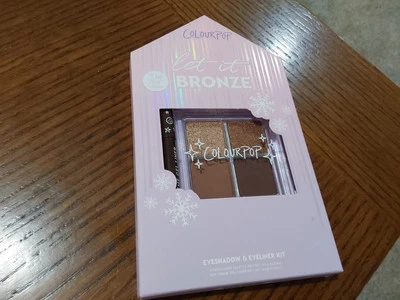 COLOURPOP
let it
BRONZE
COLOURPOP
EYESHADOW & EYELINER KIT